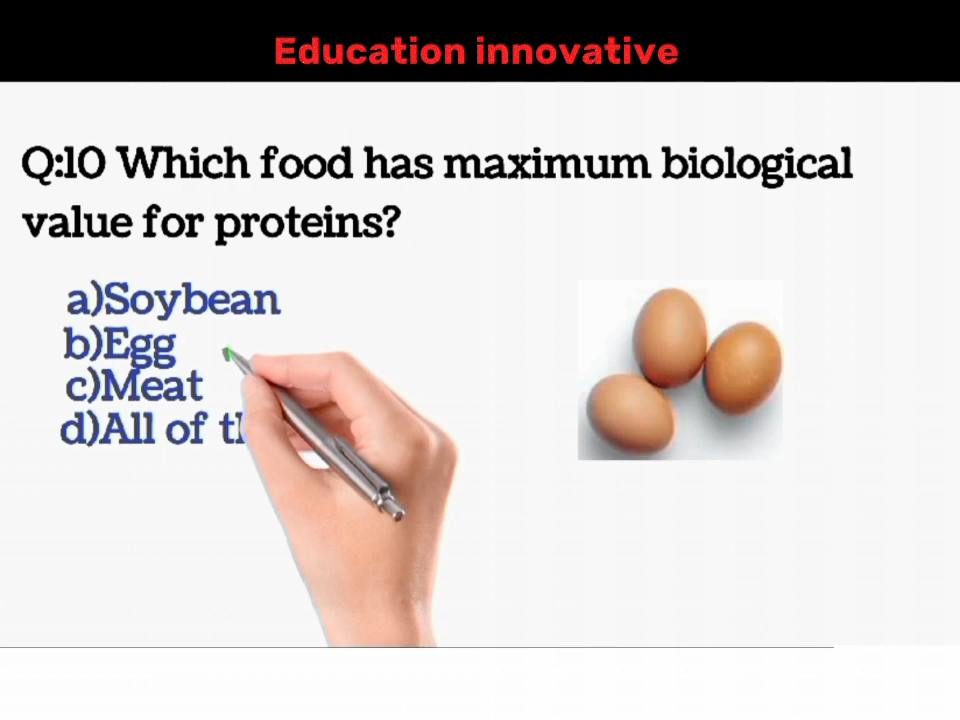 Education innovative
Q:10 Which food has maximum biological
value for proteins?
a)Soybean
b)Egg
c)Meat
d)All of